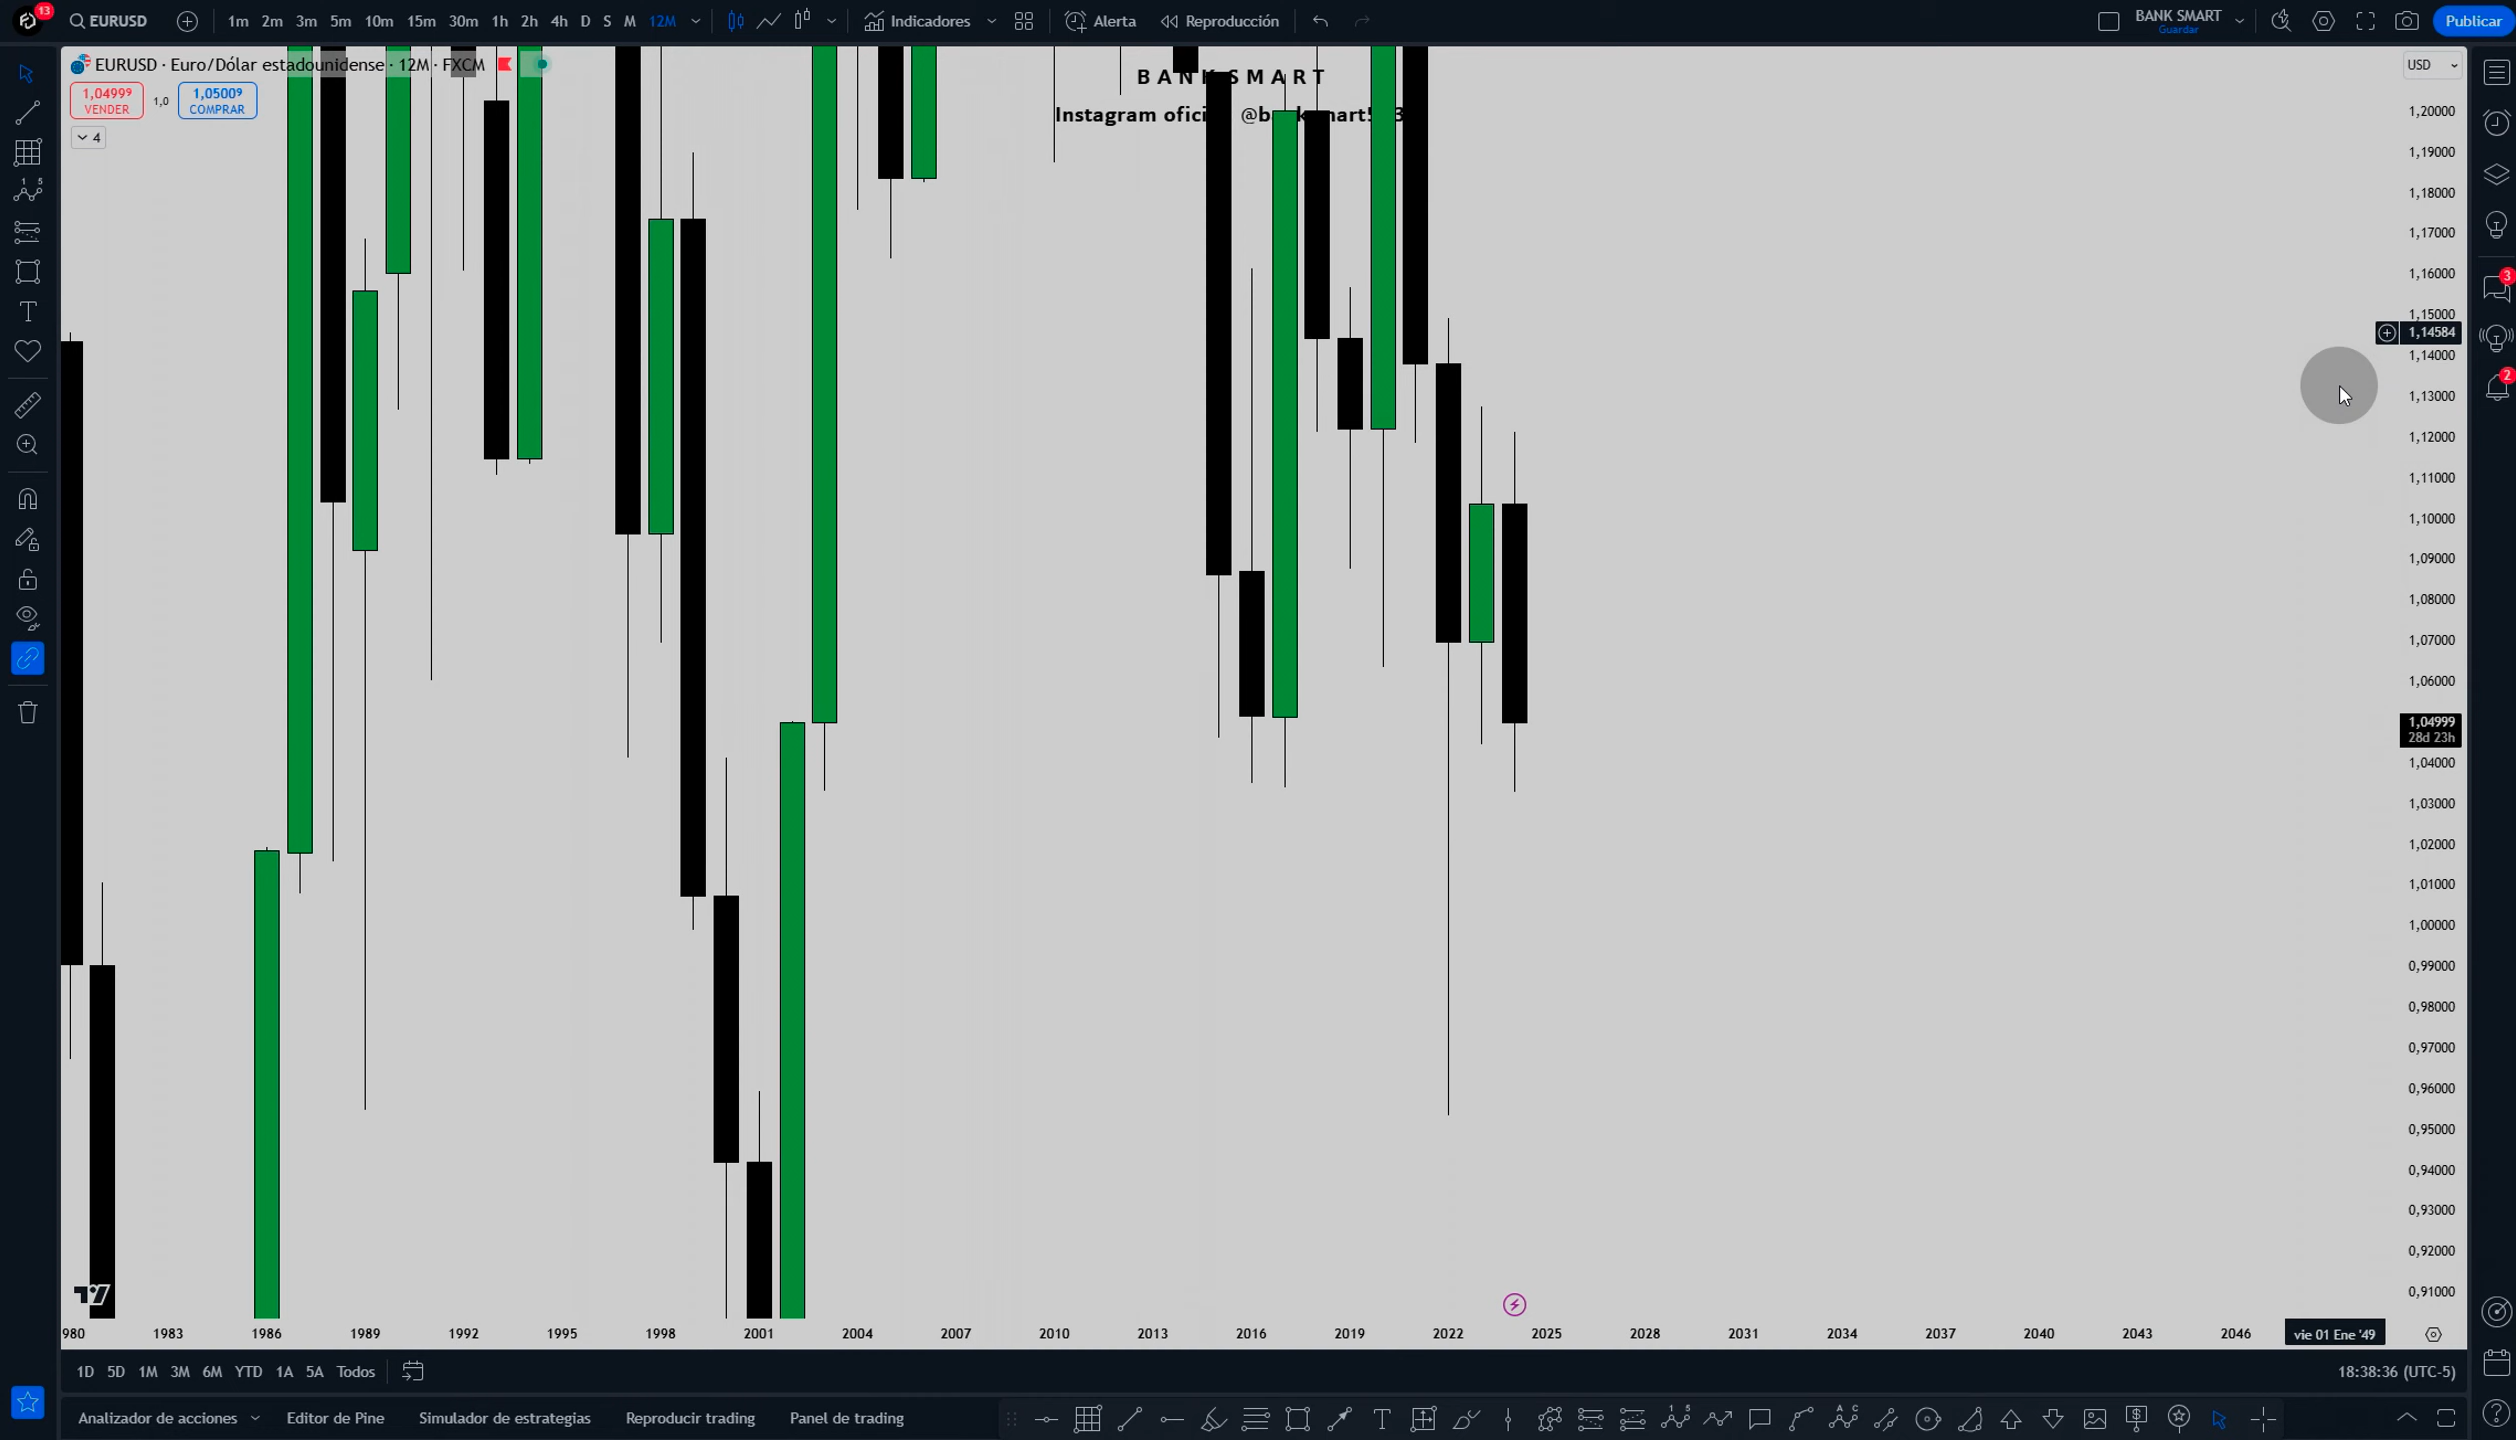 13
EURUSD
1m 2m 3m 5m 10m 15m 30m 1h 2h 4h D S M 12M
Indicadores
Alerta
Reproducción
BANK SMART
Guardar
Publicar
EURUSD · Euro/Dólar estadounidense · 12M · FXCM
USD
BANK SMART
1,04999
VENDER
1,0
1,05009
COMPRAR
Instagram
4
1,20000
1,19000
1,18000
1,17000
1,16000
1,15000
1,14584
1,14000
1,13000
1,12000
1,11000
1,10000
1,09000
1,08000
1,07000
1,06000
1,04999
28d 23h
1,04000
1,03000
1,02000
1,01000
1,00000
0,99000
0,98000
0,97000
0,96000
0,95000
0,94000
0,93000
0,92000
0,91000
3
2
980 1983 1986 1989 1992 1995 1998 2001 2004 2007 2010 2013 2016 2019 2022 2025 2028 2031 2034 2037 2040 2043 2046 vie 01 Ene '49
1D 5D 1M 3M 6M YTD 1A 5A Todos
18:38:36 (UTC-5)
Analizador de acciones
Editor de Pine
Simulador de estrategias
Reproducir trading
Panel de trading